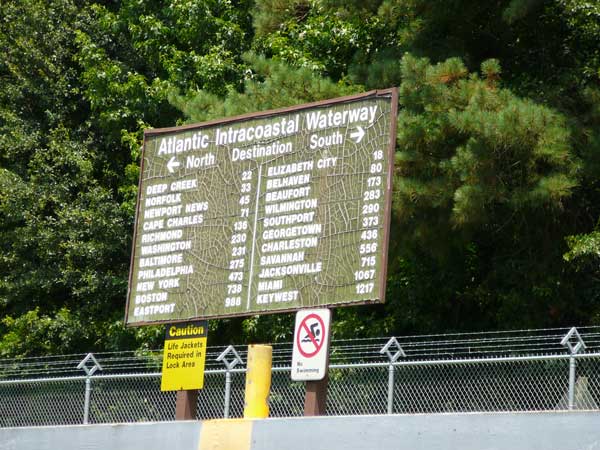 Atlantic Intracoastal Waterway
← North Destination South →
DEEP CREEK 22
NORFOLK 33
NEWPORT NEWS 45
CAPE CHARLES 71
RICHMOND 136
WASHINGTON 230
BALTIMORE 231
PHILADELPHIA 275
NEW YORK 473
BOSTON 738
EASTPORT 988
ELIZABETH CITY 18
BELHAVEN 80
BEAUFORT 173
WILMINGTON 283
SOUTHPORT 290
GEORGETOWN 373
CHARLESTON 436
SAVANNAH 556
JACKSONVILLE 715
MIAMI 1067
KEYWEST 1217
Caution
Life Jackets
Required in
Lock Area
No
Swimming